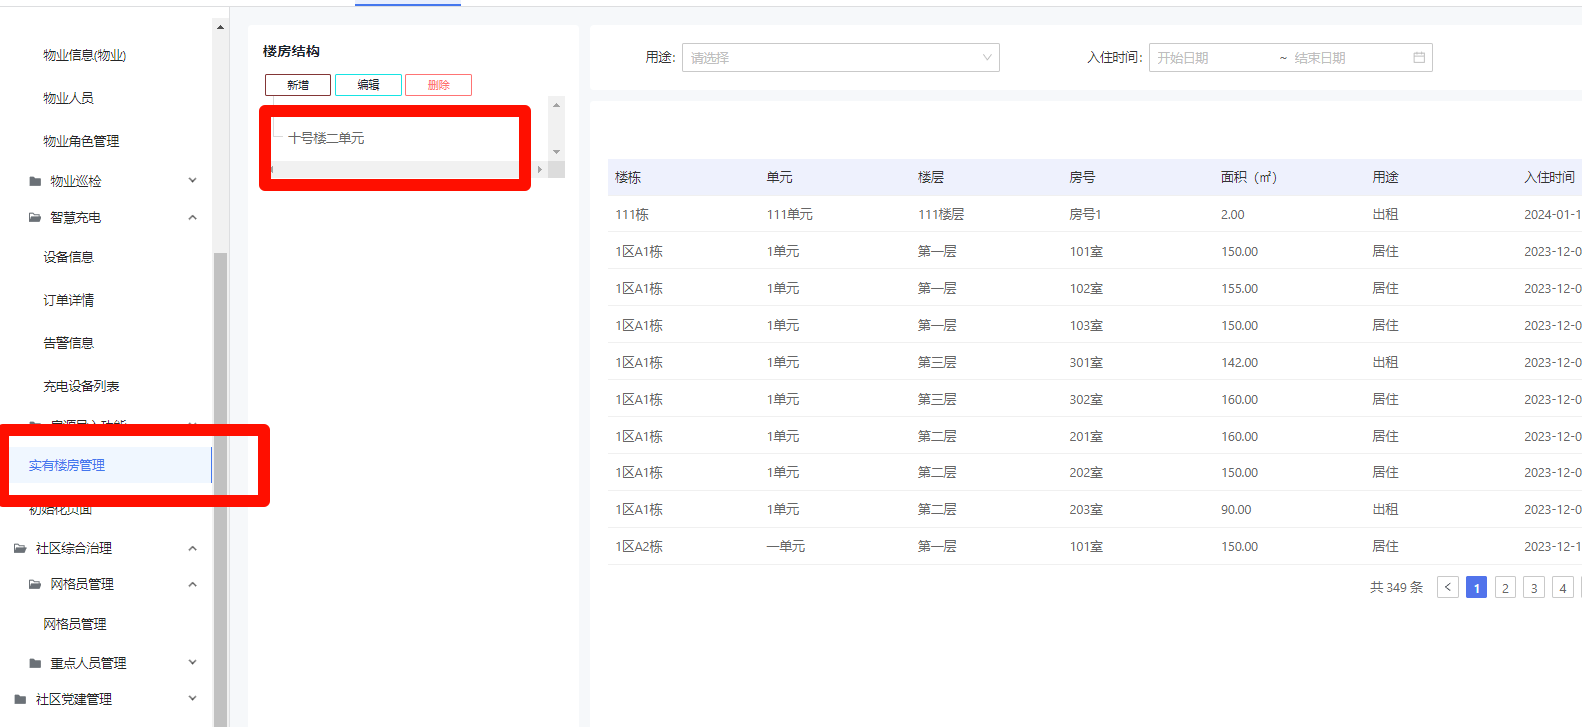 物业信息(物业)
物业人员
物业角色管理
物业巡检
智慧充电
设备信息
订单详情
告警信息
充电设备列表
实有楼房管理
初始化页面
社区综合治理
网格员管理
网格员管理
重点人员管理
社区党建管理
楼房结构
新增 编辑 删除
十号楼二单元
用途: 请选择 入住时间: 开始日期 ~ 结束日期
楼栋 单元 楼层 房号 面积（㎡） 用途 入住时间
111栋 111单元 111楼层 房号1 2.00 出租 2024-01-1
1区A1栋 1单元 第一层 101室 150.00 居住 2023-12-0
1区A1栋 1单元 第一层 102室 155.00 居住 2023-12-0
1区A1栋 1单元 第一层 103室 150.00 居住 2023-12-0
1区A1栋 1单元 第三层 301室 142.00 出租 2023-12-0
1区A1栋 1单元 第三层 302室 160.00 居住 2023-12-0
1区A1栋 1单元 第二层 201室 160.00 居住 2023-12-0
1区A1栋 1单元 第二层 202室 150.00 居住 2023-12-0
1区A1栋 1单元 第二层 203室 90.00 出租 2023-12-0
1区A2栋 一单元 第一层 101室 150.00 居住 2023-12-1
共 349 条 < 1 2 3 4